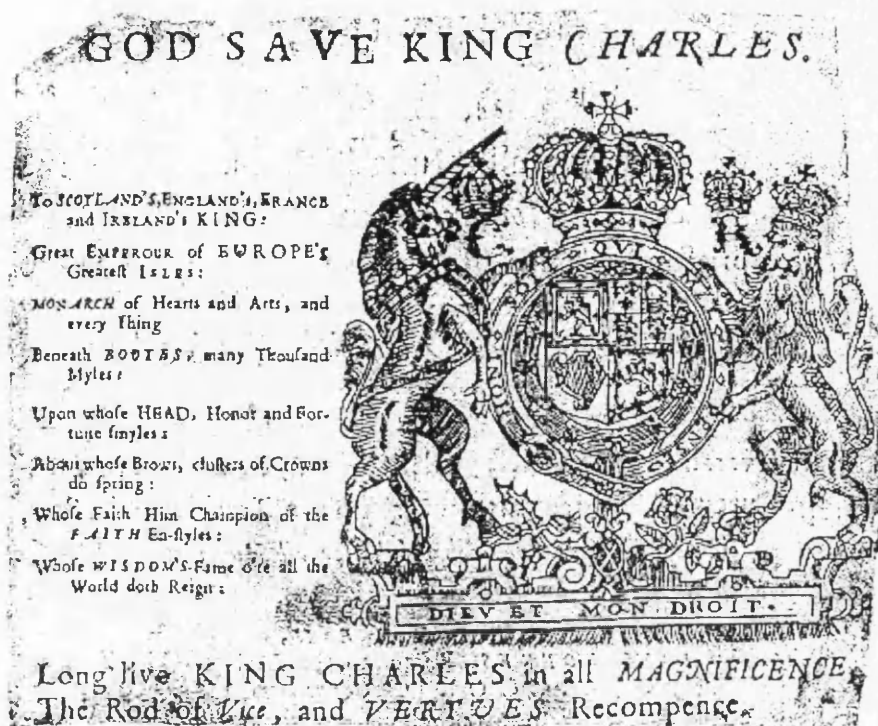 GOD SAVE KING CHARLES.
To SCOTLAND'S, ENGLAND'S, FRANCE
and IRELAND'S KING:
Great EMPEROUR of EUROPE's
Greatest ISLES:
MONARCH of Hearts and Arts, and
every Thing
Beneath BOOTES, many Thousand
Myles:
Upon whose HEAD, Honor and For-
tune smyles:
About whose Brows, clusters of Crowns
do spring:
Whose Faith Him Champion of the
FAITH En-styles:
Whose WISDOM'S-Fame o're all the
World doth Reign:
C R
QVI
DIEV ET MON DROIT.
Long live KING CHARLES in all MAGNIFICENCE,
The Rod of Vice, and VERTUES Recompence.